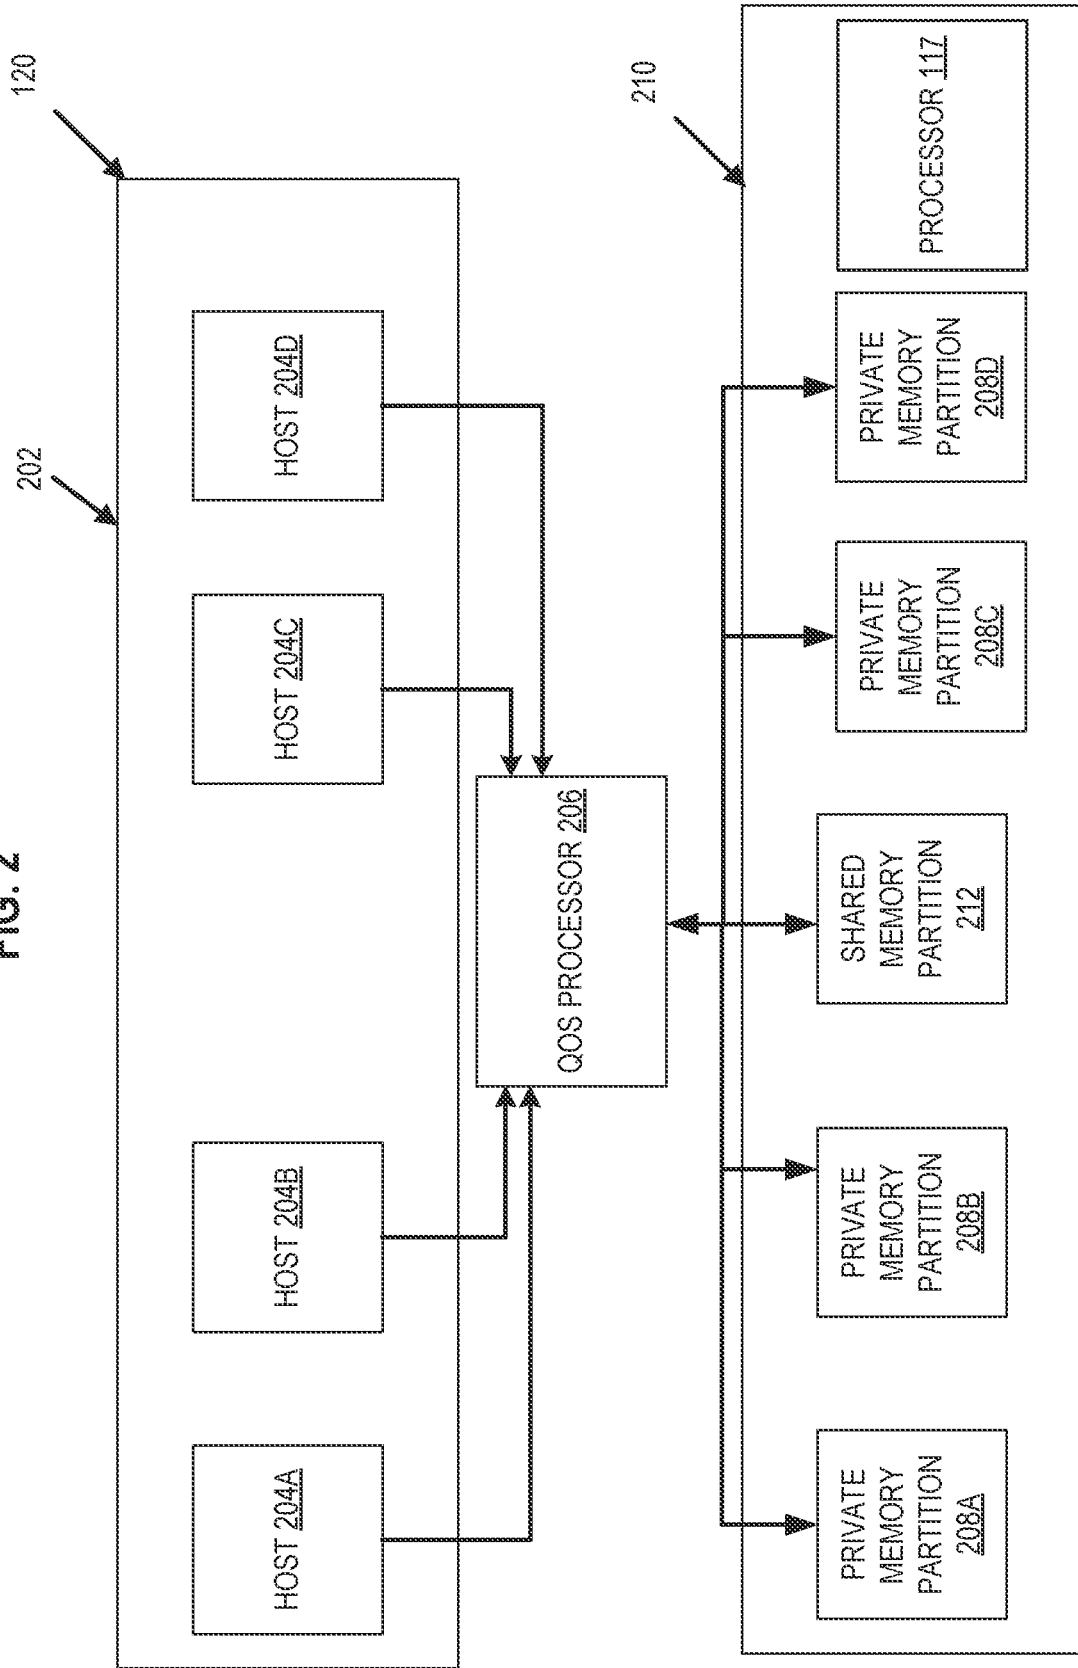 FIG. 2
120
202
HOST 204A
HOST 204B
HOST 204C
HOST 204D
QOS PROCESSOR 206
210
PRIVATE
MEMORY
PARTITION
208A
PRIVATE
MEMORY
PARTITION
208B
SHARED
MEMORY
PARTITION
212
PRIVATE
MEMORY
PARTITION
208C
PRIVATE
MEMORY
PARTITION
208D
PROCESSOR 117